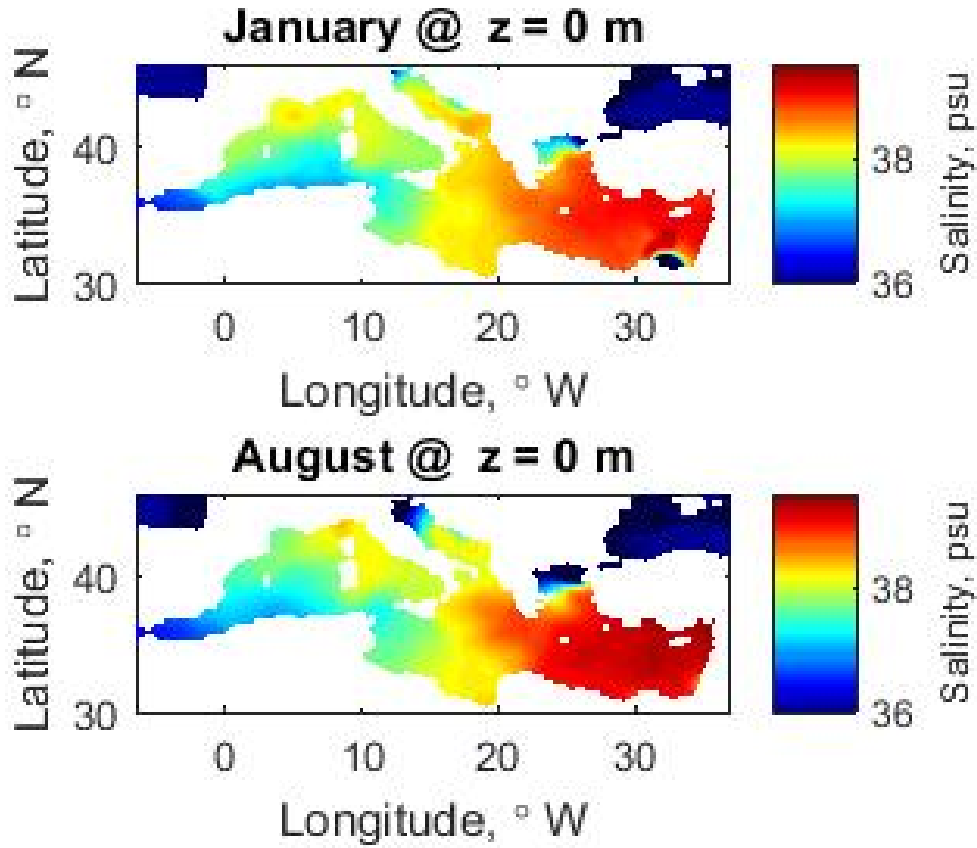 January @ z = 0 m
Latitude, ° N
40
30
0 10 20 30
Longitude, ° W
38
36
Salinity, psu
August @ z = 0 m
Latitude, ° N
40
30
0 10 20 30
Longitude, ° W
38
36
Salinity, psu